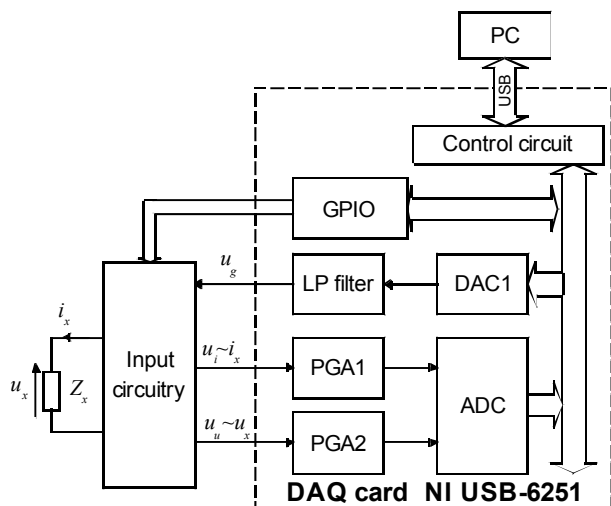 PC
USB
Control circuit
GPIO
u_g
LP filter
DAC1
i_x
Input
circuitry
u_i~i_x
PGA1
ADC
u_x
Z_x
u_u~u_x
PGA2
DAQ card NI USB-6251